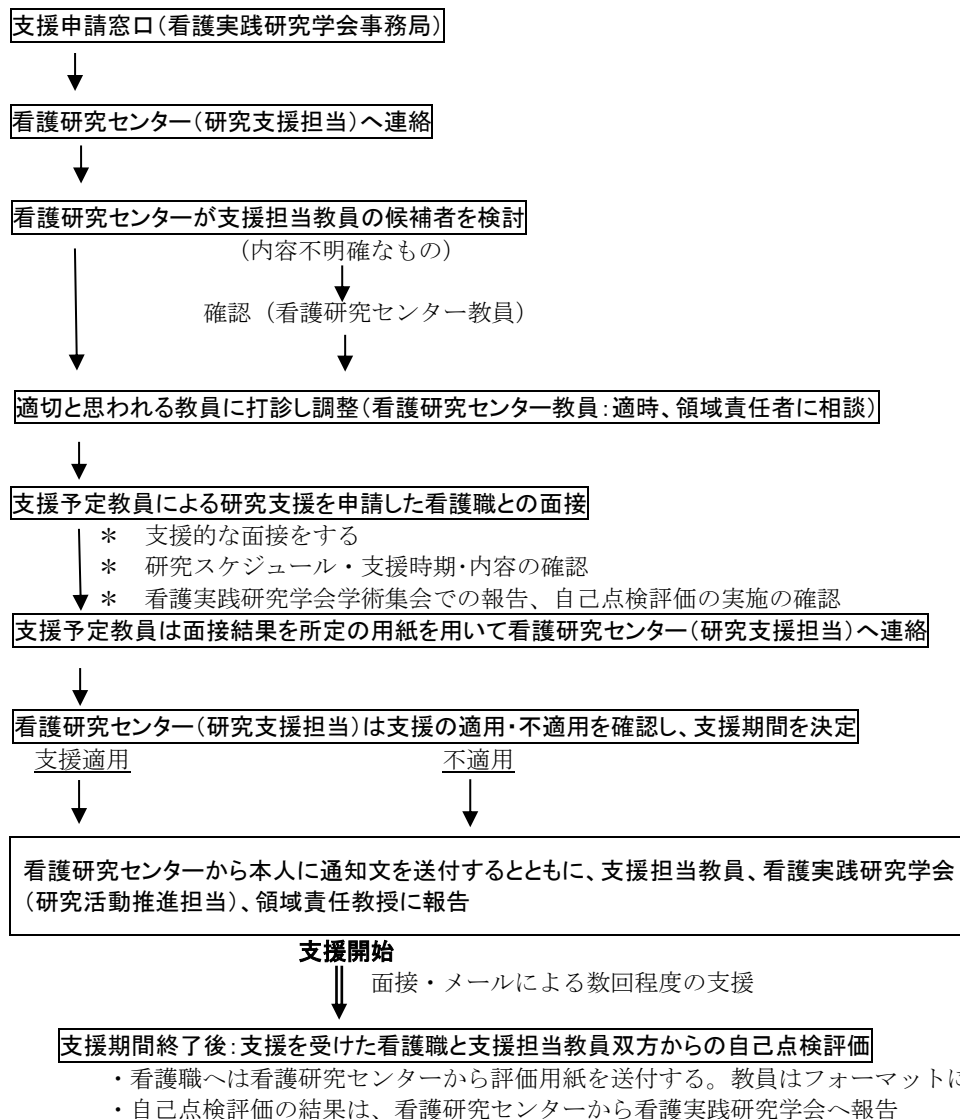 支援申請窓口(看護実践研究学会事務局)
看護研究センター(研究支援担当)へ連絡
看護研究センターが支援担当教員の候補者を検討
(内容不明確なもの)
確認(看護研究センター教員)
適切と思われる教員に打診し調整(看護研究センター教員:適時、領域責任者に相談)
支援予定教員による研究支援を申請した看護職との面接
＊ 支援的な面接をする
＊ 研究スケジュール・支援時期・内容の確認
＊ 看護実践研究学会学術集会での報告、自己点検評価の実施の確認
支援予定教員は面接結果を所定の用紙を用いて看護研究センター(研究支援担当)へ連絡
看護研究センター(研究支援担当)は支援の適用・不適用を確認し、支援期間を決定
支援適用 不適用
看護研究センターから本人に通知文を送付するとともに、支援担当教員、看護実践研究学会
(研究活動推進担当)、領域責任教授に報告
支援開始
面接・メールによる数回程度の支援
支援期間終了後:支援を受けた看護職と支援担当教員双方からの自己点検評価
・看護職へは看護研究センターから評価用紙を送付する。教員はフォーマットに
・自己点検評価の結果は、看護研究センターから看護実践研究学会へ報告